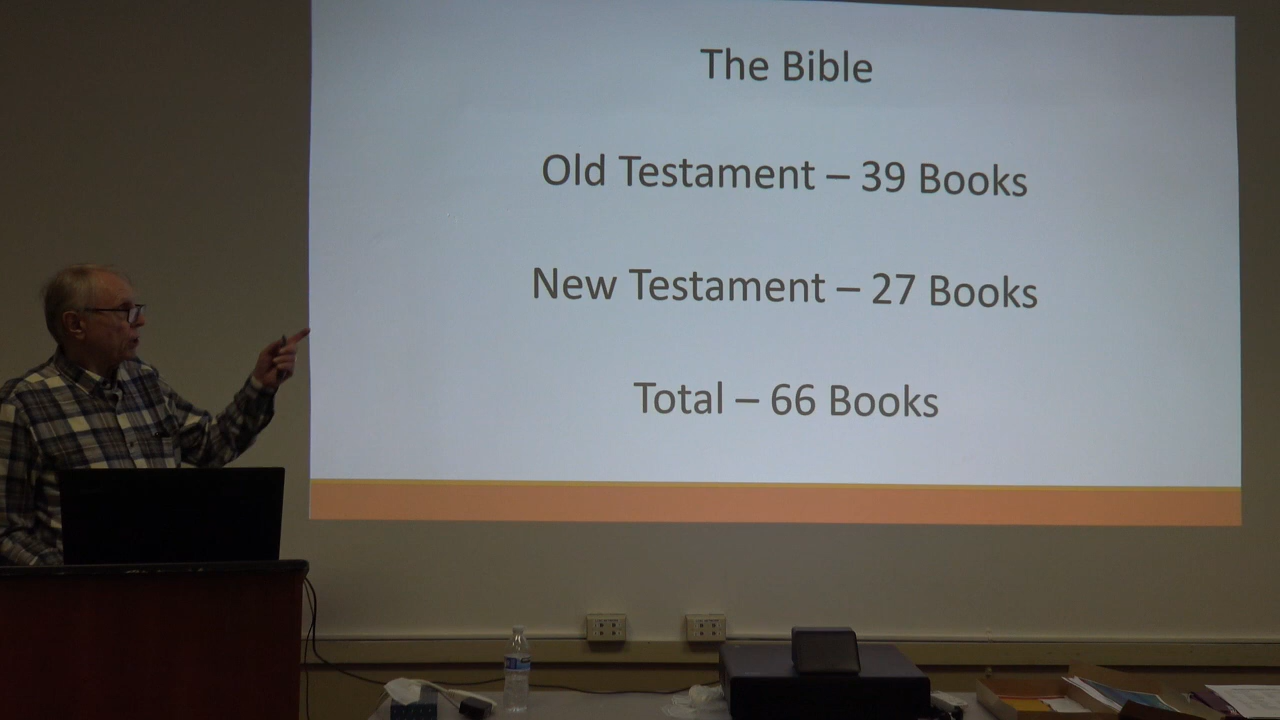 The Bible
Old Testament – 39 Books
New Testament – 27 Books
Total – 66 Books